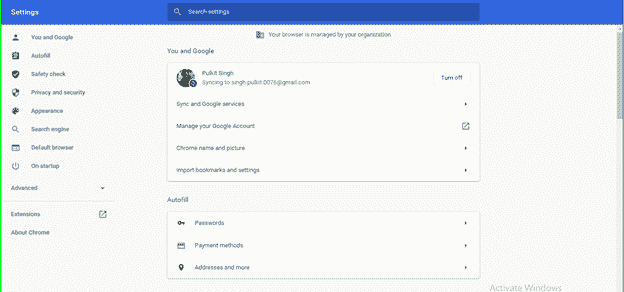 Settings
Search settings
Your browser is managed by your organization
You and Google
Autofill
Safety check
Privacy and security
Appearance
Search engine
Default browser
On startup
Advanced
Extensions
About Chrome
You and Google
Pulkit Singh
Syncing to singh.pulkit.0076@gmail.com
Turn off
Sync and Google services
Manage your Google Account
Chrome name and picture
Import bookmarks and settings
Autofill
Passwords
Payment methods
Addresses and more
Activate Windows